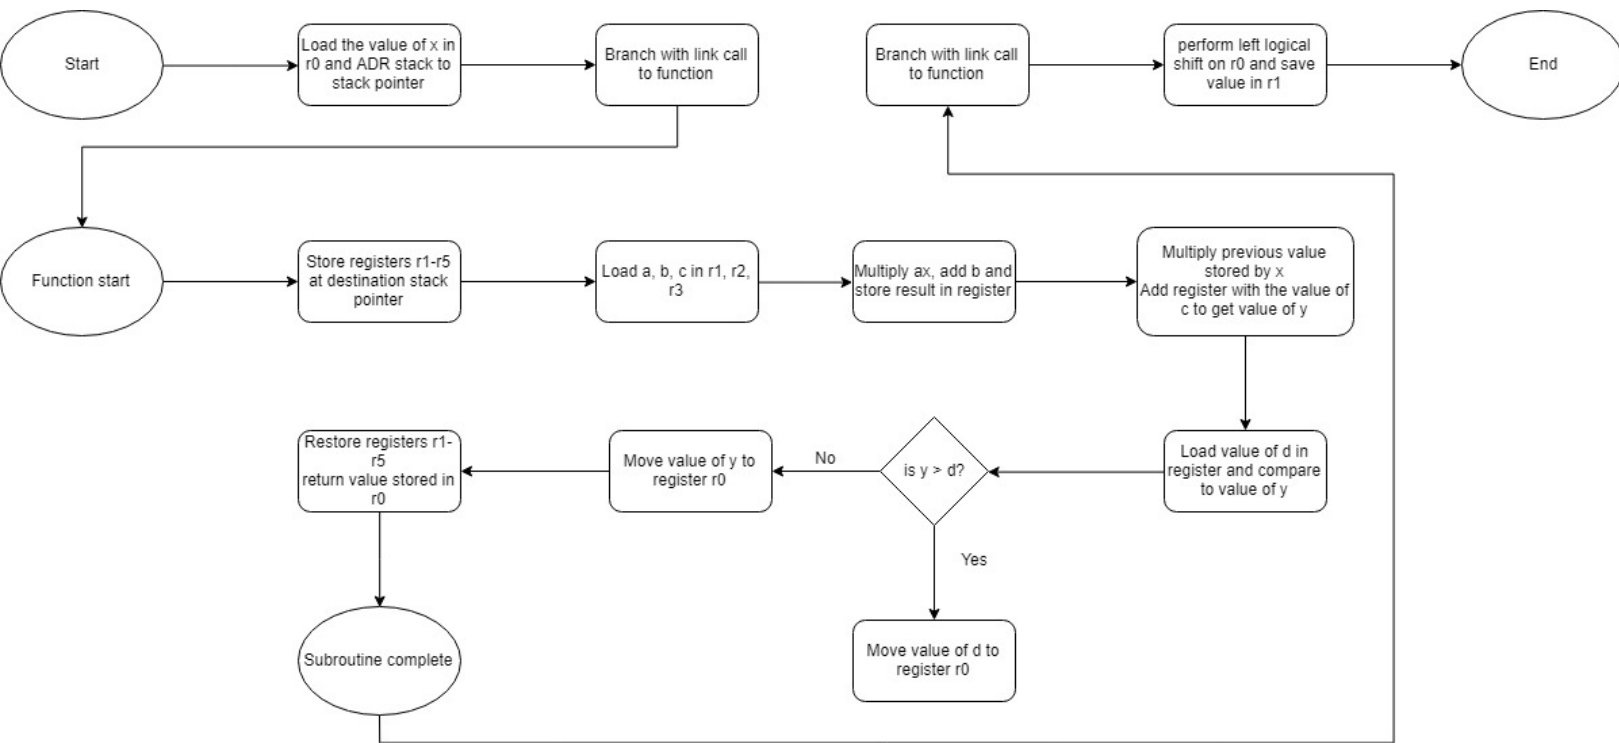 Start
Load the value of x in
r0 and ADR stack to
stack pointer
Branch with link call
to function
Branch with link call
to function
perform left logical
shift on r0 and save
value in r1
End
Function start
Store registers r1-r5
at destination stack
pointer
Load a, b, c in r1, r2,
r3
Multiply ax, add b and
store result in register
Multiply previous value
stored by x
Add register with the value of
c to get value of y
Restore registers r1-
r5
return value stored in
r0
Move value of y to
register r0
No
is y > d?
Load value of d in
register and compare
to value of y
Yes
Subroutine complete
Move value of d to
register r0